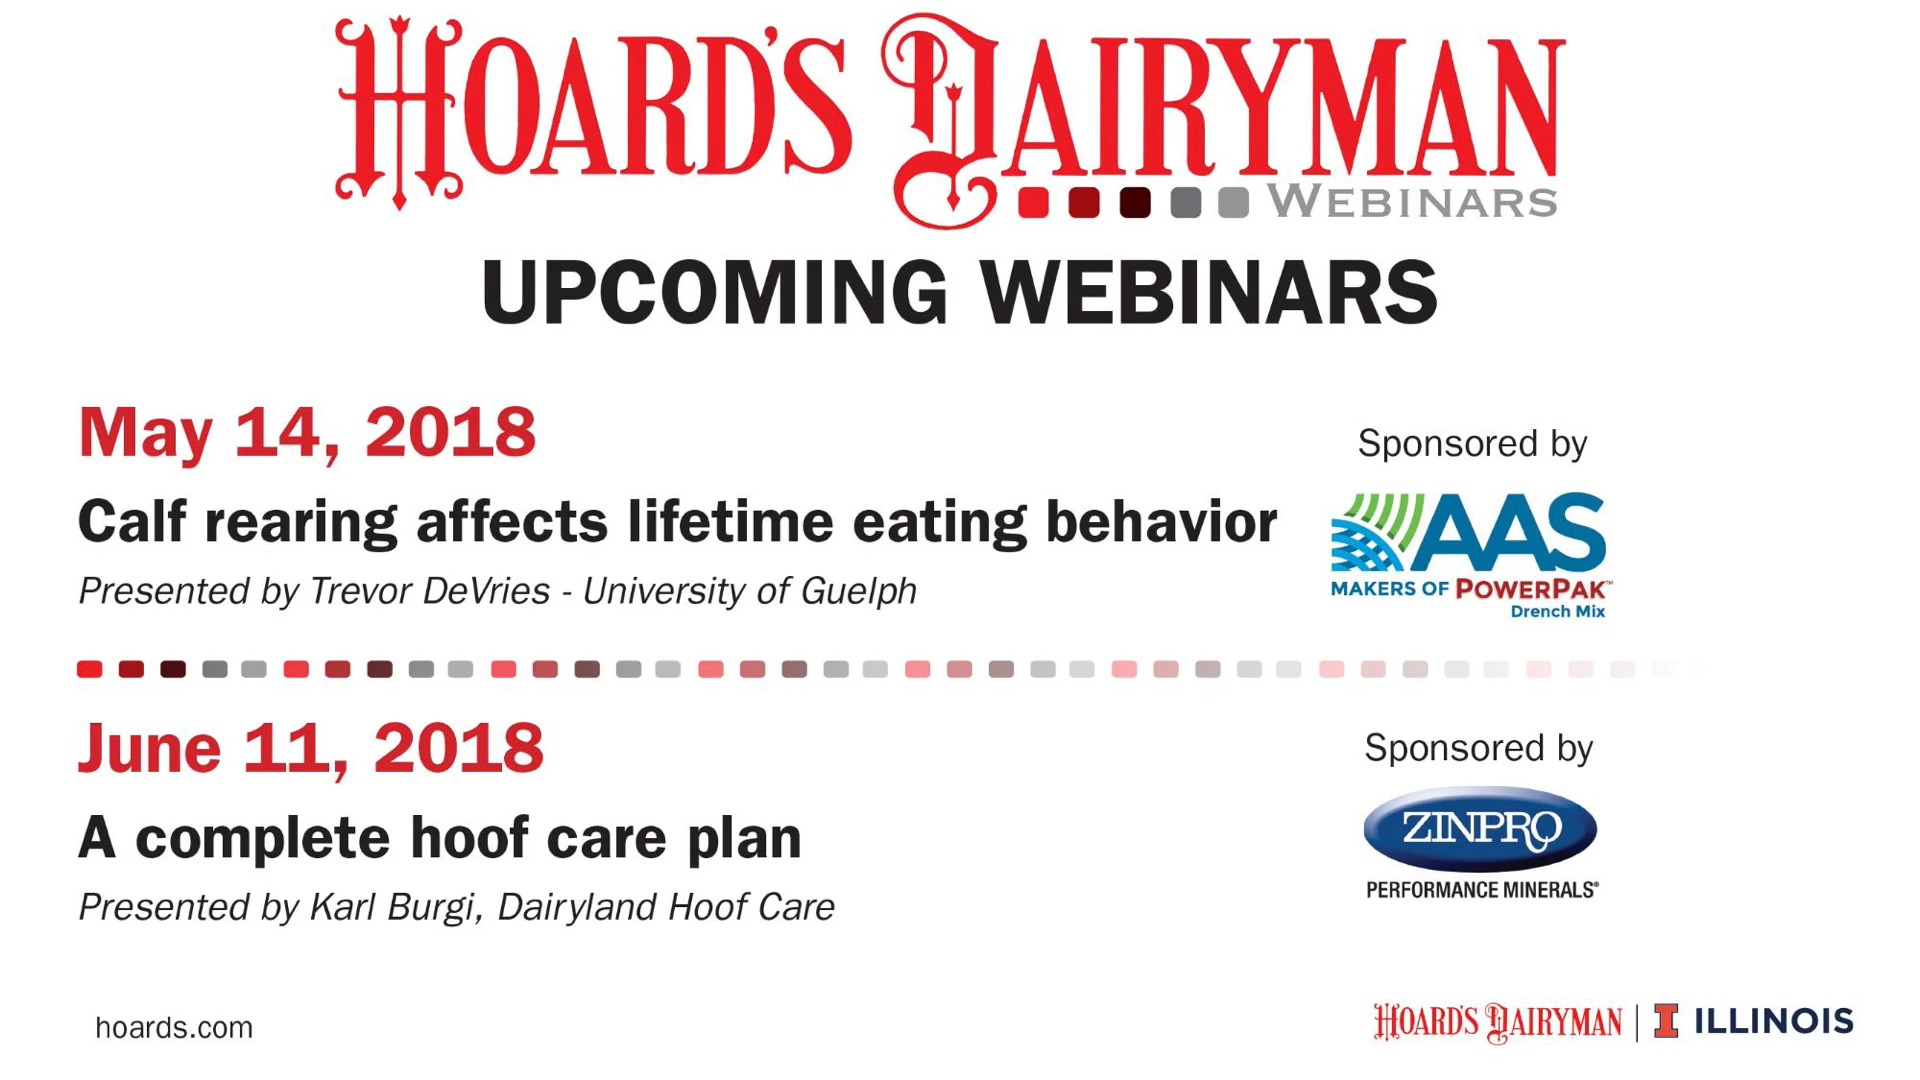 HOARD'S DAIRYMAN
WEBINARS
UPCOMING WEBINARS
May 14, 2018
Calf rearing affects lifetime eating behavior
Presented by Trevor DeVries - University of Guelph
Sponsored by
AAS
MAKERS OF POWERPAK™
Drench Mix
June 11, 2018
A complete hoof care plan
Presented by Karl Burgi, Dairyland Hoof Care
Sponsored by
ZINPRO
PERFORMANCE MINERALS®
hoards.com
HOARD'S DAIRYMAN | I ILLINOIS